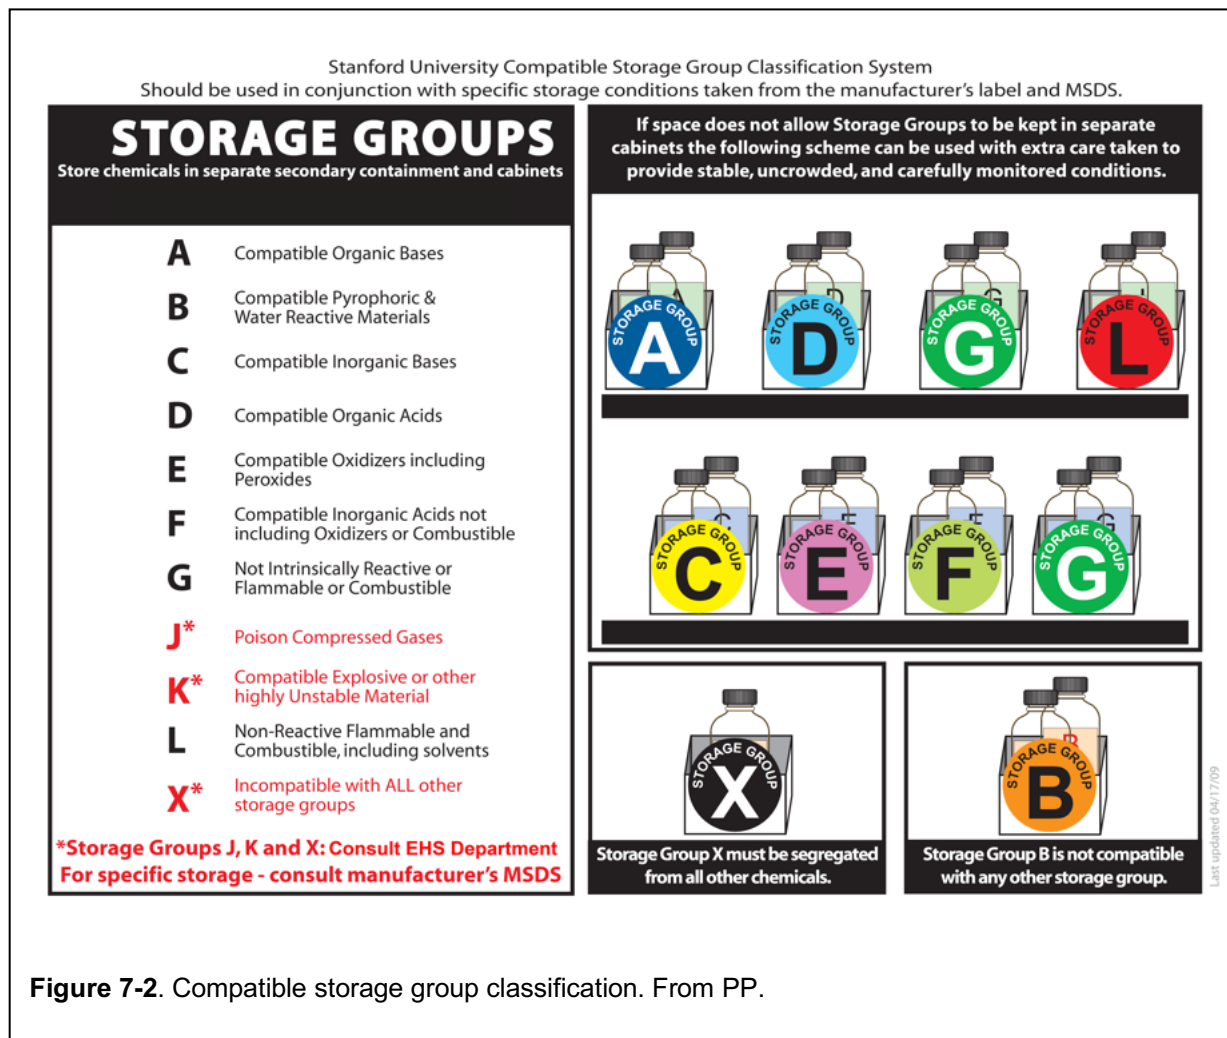 Stanford University Compatible Storage Group Classification System
Should be used in conjunction with specific storage conditions taken from the manufacturer's label and MSDS.
STORAGE GROUPS
Store chemicals in separate secondary containment and cabinets
A Compatible Organic Bases
B Compatible Pyrophoric &
Water Reactive Materials
C Compatible Inorganic Bases
D Compatible Organic Acids
E Compatible Oxidizers including
Peroxides
F Compatible Inorganic Acids not
including Oxidizers or Combustible
G Not Intrinsically Reactive or
Flammable or Combustible
J* Poison Compressed Gases
K* Compatible Explosive or other
highly Unstable Material
L Non-Reactive Flammable and
Combustible, including solvents
X* Incompatible with ALL other
storage groups
*Storage Groups J, K and X: Consult EHS Department
For specific storage - consult manufacturer's MSDS
If space does not allow Storage Groups to be kept in separate
cabinets the following scheme can be used with extra care taken to
provide stable, uncrowded, and carefully monitored conditions.
A D G L
STORAGE GROUP STORAGE GROUP STORAGE GROUP STORAGE GROUP
A D G L
C E F G
STORAGE GROUP STORAGE GROUP STORAGE GROUP STORAGE GROUP
C E F G
STORAGE GROUP
X
Storage Group X must be segregated
from all other chemicals.
B
STORAGE GROUP
B
Storage Group B is not compatible
with any other storage group.
Last updated 04/17/09
Figure 7-2. Compatible storage group classification. From PP.